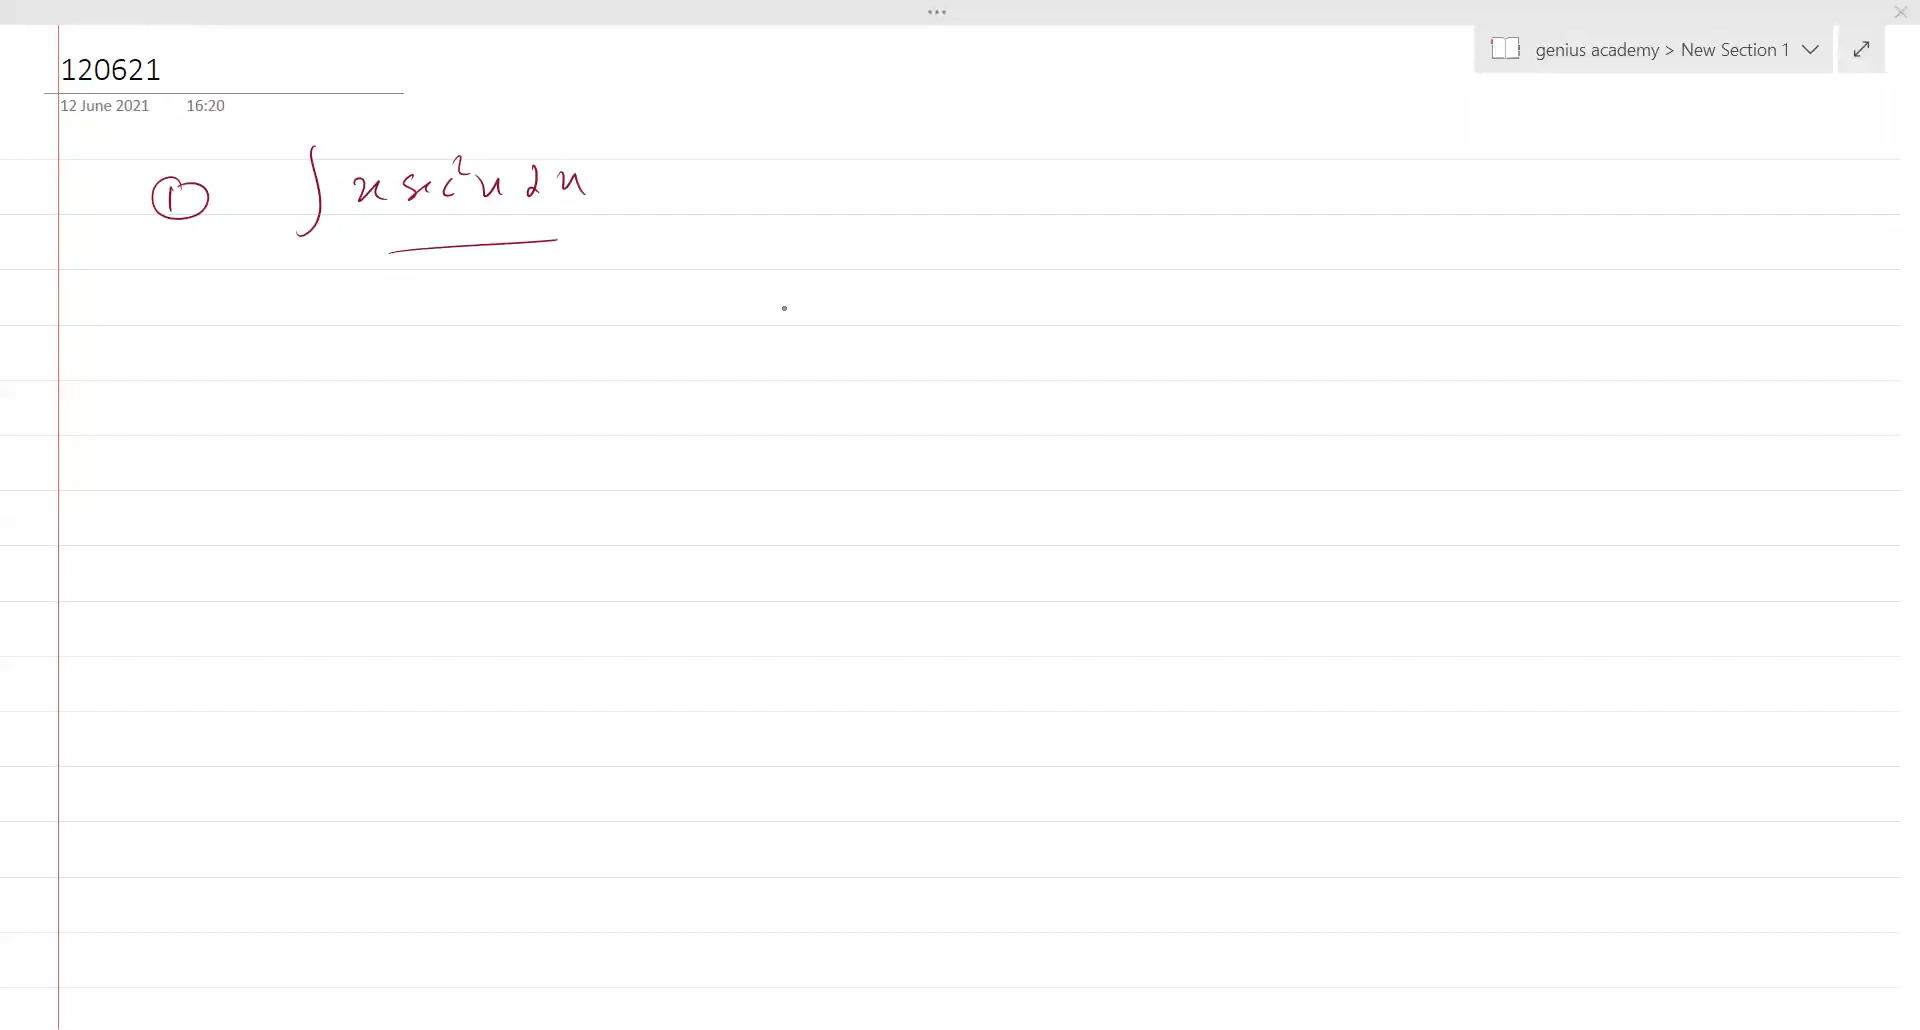 genius academy > New Section 1
120621
12 June 2021 16:20
① ∫ x sec²x dx